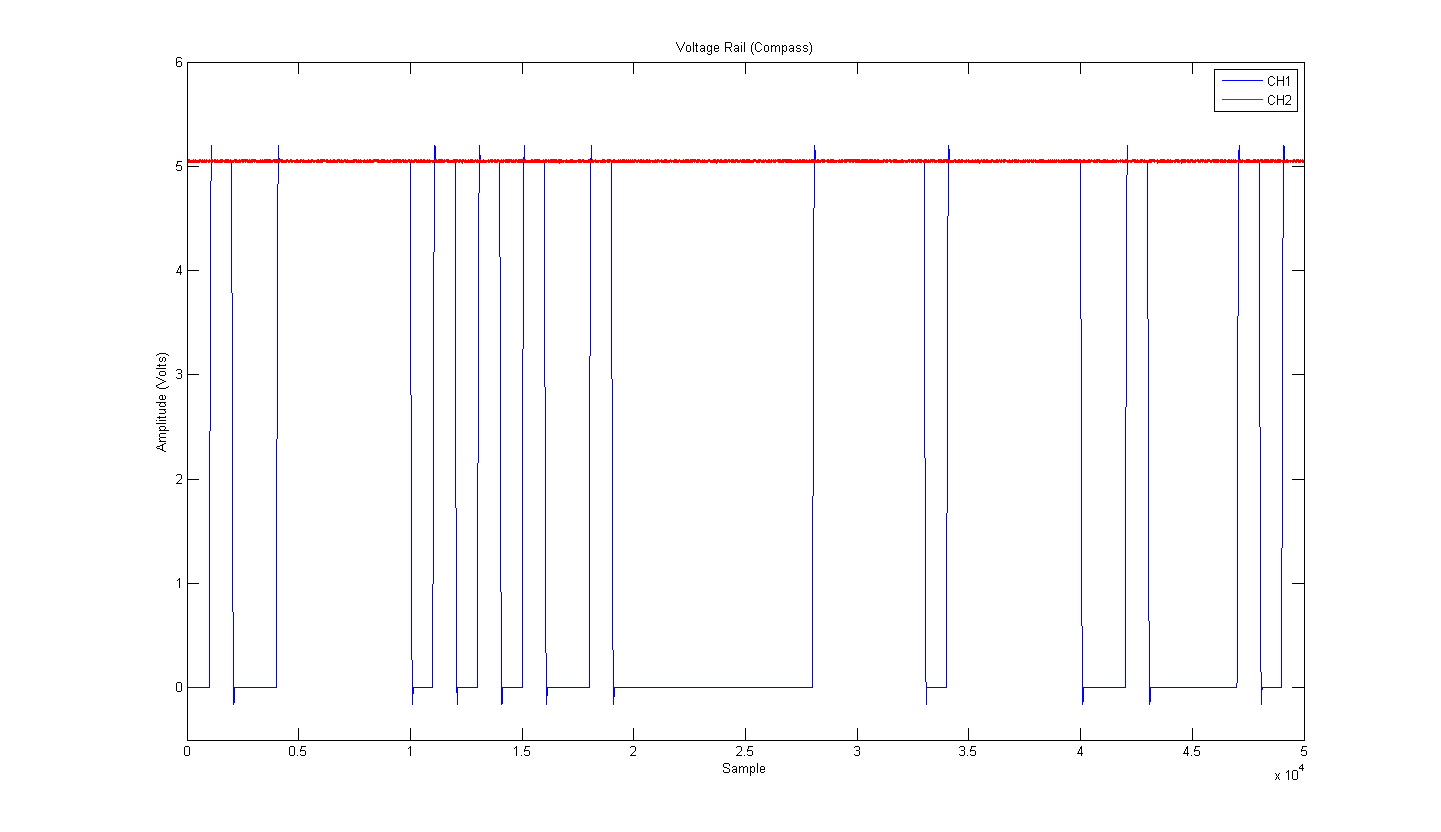 Voltage Rail (Compass)
CH1
CH2
6
5
4
3
2
1
0
Amplitude (Volts)
0 0.5 1 1.5 2 2.5 3 3.5 4 4.5 5
Sample
x 10^4